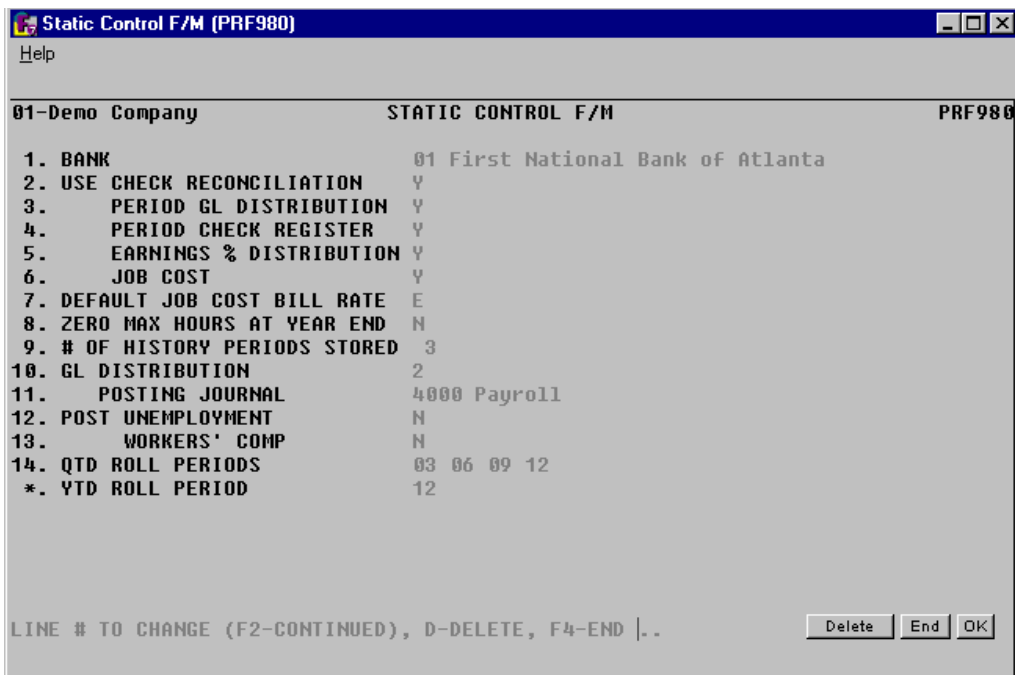 Static Control F/M (PRF980)
Help
01-Demo Company STATIC CONTROL F/M PRF980
1. BANK 01 First National Bank of Atlanta
2. USE CHECK RECONCILIATION Y
3. PERIOD GL DISTRIBUTION Y
4. PERIOD CHECK REGISTER Y
5. EARNINGS % DISTRIBUTION Y
6. JOB COST Y
7. DEFAULT JOB COST BILL RATE E
8. ZERO MAX HOURS AT YEAR END N
9. # OF HISTORY PERIODS STORED 3
10. GL DISTRIBUTION 2
11. POSTING JOURNAL 4000 Payroll
12. POST UNEMPLOYMENT N
13. WORKERS' COMP N
14. QTD ROLL PERIODS 03 06 09 12
*. YTD ROLL PERIOD 12
LINE # TO CHANGE (F2-CONTINUED), D-DELETE, F4-END .. Delete End OK